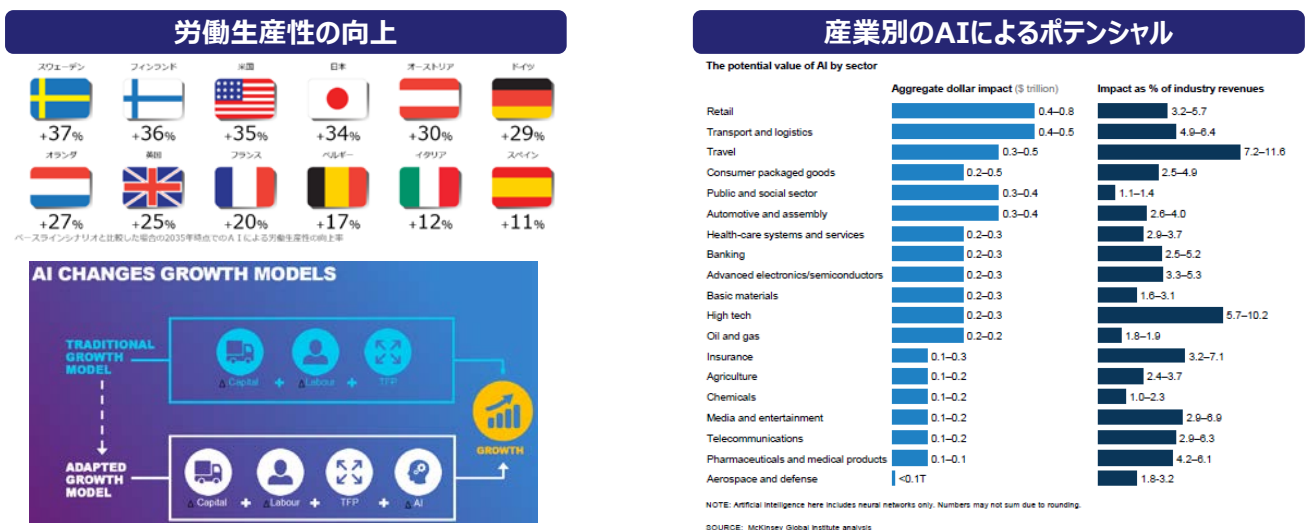 労働生産性の向上
スウェーデン フィンランド 米国 日本 オーストリア ドイツ
+37% +36% +35% +34% +30% +29%
オランダ 英国 フランス ベルギー イタリア スペイン
+27% +25% +20% +17% +12% +11%
ベースラインシナリオと比較した場合の2035年時点でのAIによる労働生産性の向上率
AI CHANGES GROWTH MODELS
TRADITIONAL
GROWTH
MODEL
Δ Capital + Δ Labour + TFP
GROWTH
ADAPTED
GROWTH
MODEL
Δ Capital + Δ Labour + TFP + Δ AI
産業別のAIによるポテンシャル
The potential value of AI by sector
Aggregate dollar impact ($ trillion) Impact as % of industry revenues
Retail 0.4–0.8 3.2–5.7
Transport and logistics 0.4–0.5 4.9–6.4
Travel 0.3–0.5 7.2–11.6
Consumer packaged goods 0.2–0.5 2.5–4.9
Public and social sector 0.3–0.4 1.1–1.4
Automotive and assembly 0.3–0.4 2.6–4.0
Health-care systems and services 0.2–0.3 2.9–3.7
Banking 0.2–0.3 2.5–5.2
Advanced electronics/semiconductors 0.2–0.3 3.3–5.3
Basic materials 0.2–0.3 1.6–3.1
High tech 0.2–0.3 5.7–10.2
Oil and gas 0.2–0.2 1.8–1.9
Insurance 0.1–0.3 3.2–7.1
Agriculture 0.1–0.2 2.4–3.7
Chemicals 0.1–0.2 1.0–2.3
Media and entertainment 0.1–0.2 2.9–6.9
Telecommunications 0.1–0.2 2.9–6.3
Pharmaceuticals and medical products 0.1–0.1 4.2–6.1
Aerospace and defense <0.1T 1.8-3.2
NOTE: Artificial Intelligence here includes neural networks only. Numbers may not sum due to rounding.
SOURCE: McKinsey Global Institute analysis